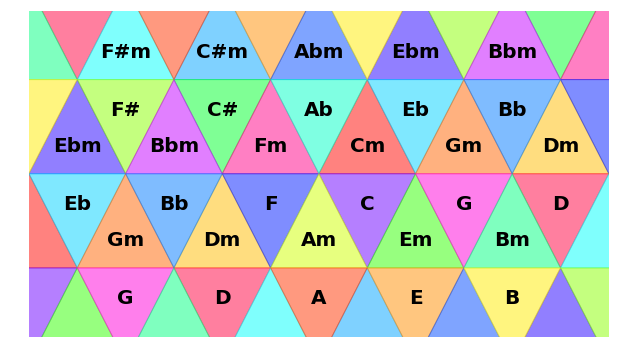 F#m C#m Abm Ebm Bbm
F# C# Ab Eb Bb
Ebm Bbm Fm Cm Gm Dm
Eb Bb F C G D
Gm Dm Am Em Bm
G D A E B